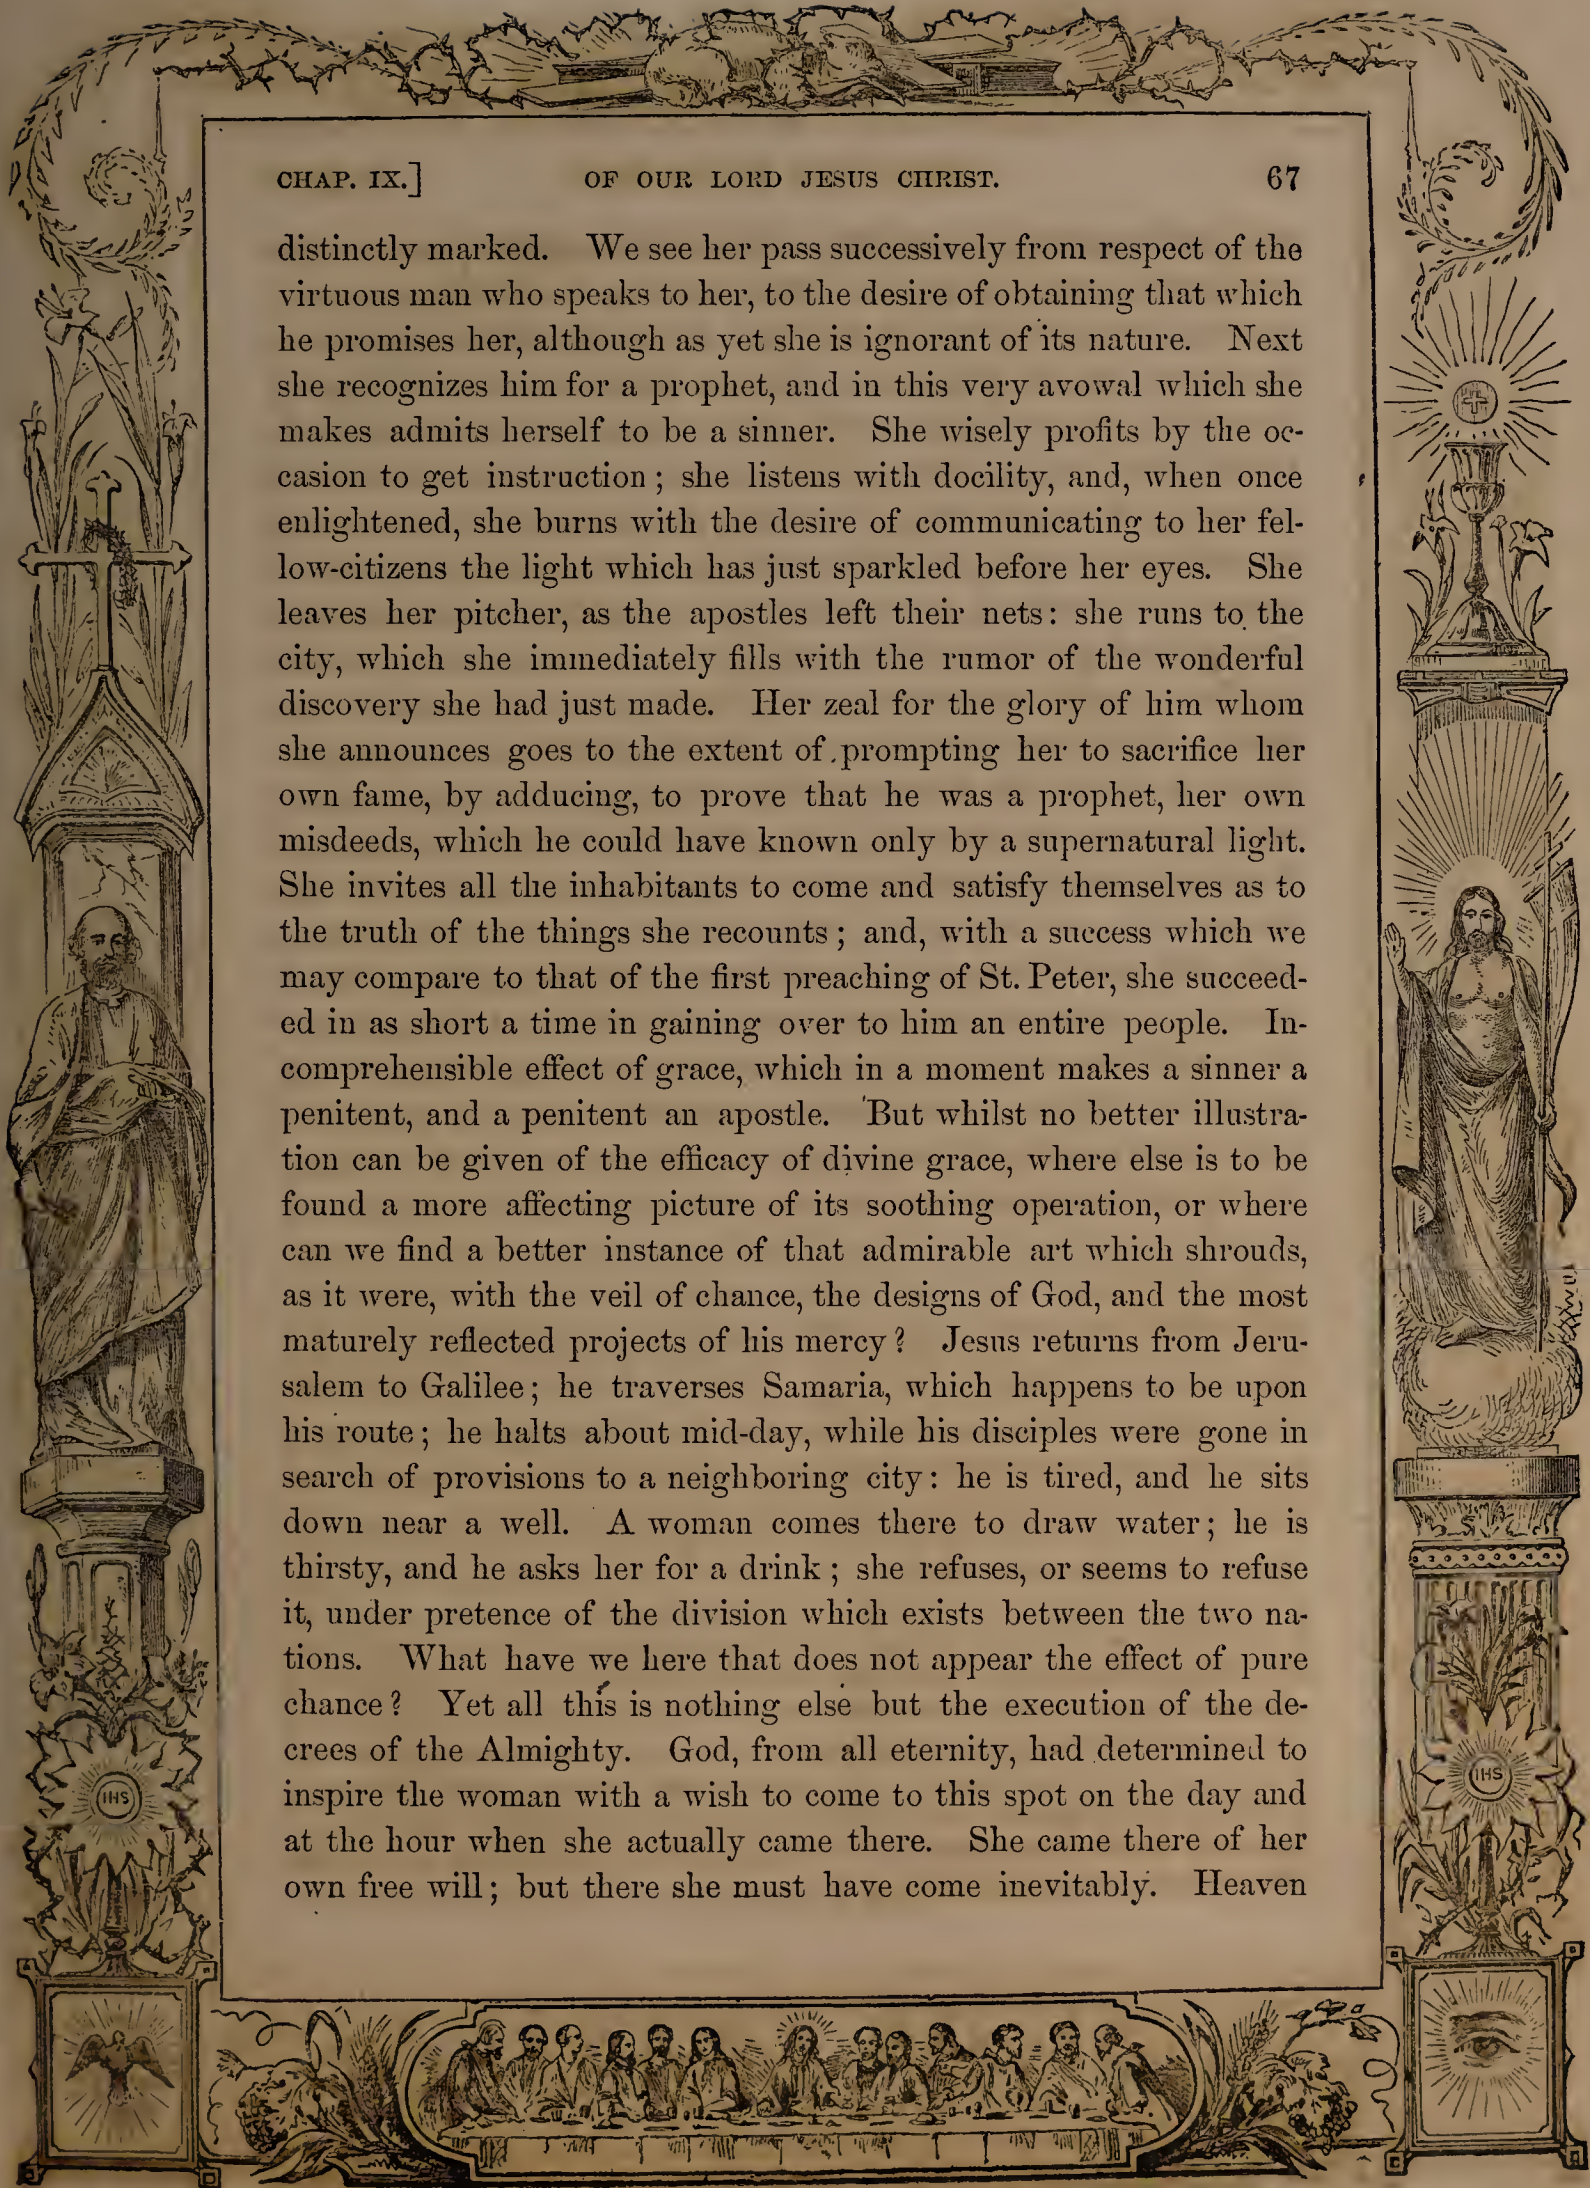 CHAP. IX.] OF OUR LORD JESUS CHRIST. 67
distinctly marked. We see her pass successively from respect of the
virtuous man who speaks to her, to the desire of obtaining that which
he promises her, although as yet she is ignorant of its nature. Next
she recognizes him for a prophet, and in this very avowal which she
makes admits herself to be a sinner. She wisely profits by the oc-
casion to get instruction; she listens with docility, and, when once
enlightened, she burns with the desire of communicating to her fel-
low-citizens the light which has just sparkled before her eyes. She
leaves her pitcher, as the apostles left their nets: she runs to the
city, which she immediately fills with the rumor of the wonderful
discovery she had just made. Her zeal for the glory of him whom
she announces goes to the extent of prompting her to sacrifice her
own fame, by adducing, to prove that he was a prophet, her own
misdeeds, which he could have known only by a supernatural light.
She invites all the inhabitants to come and satisfy themselves as to
the truth of the things she recounts; and, with a success which we
may compare to that of the first preaching of St. Peter, she succeed-
ed in as short a time in gaining over to him an entire people. In-
comprehensible effect of grace, which in a moment makes a sinner a
penitent, and a penitent an apostle. But whilst no better illustra-
tion can be given of the efficacy of divine grace, where else is to be
found a more affecting picture of its soothing operation, or where
can we find a better instance of that admirable art which shrouds,
as it were, with the veil of chance, the designs of God, and the most
maturely reflected projects of his mercy? Jesus returns from Jeru-
salem to Galilee; he traverses Samaria, which happens to be upon
his route; he halts about mid-day, while his disciples were gone in
search of provisions to a neighboring city: he is tired, and he sits
down near a well. A woman comes there to draw water; he is
thirsty, and he asks her for a drink; she refuses, or seems to refuse
it, under pretence of the division which exists between the two na-
tions. What have we here that does not appear the effect of pure
chance? Yet all this is nothing else but the execution of the de-
crees of the Almighty. God, from all eternity, had determined to
inspire the woman with a wish to come to this spot on the day and
at the hour when she actually came there. She came there of her
own free will; but there she must have come inevitably. Heaven
IHS
IHS